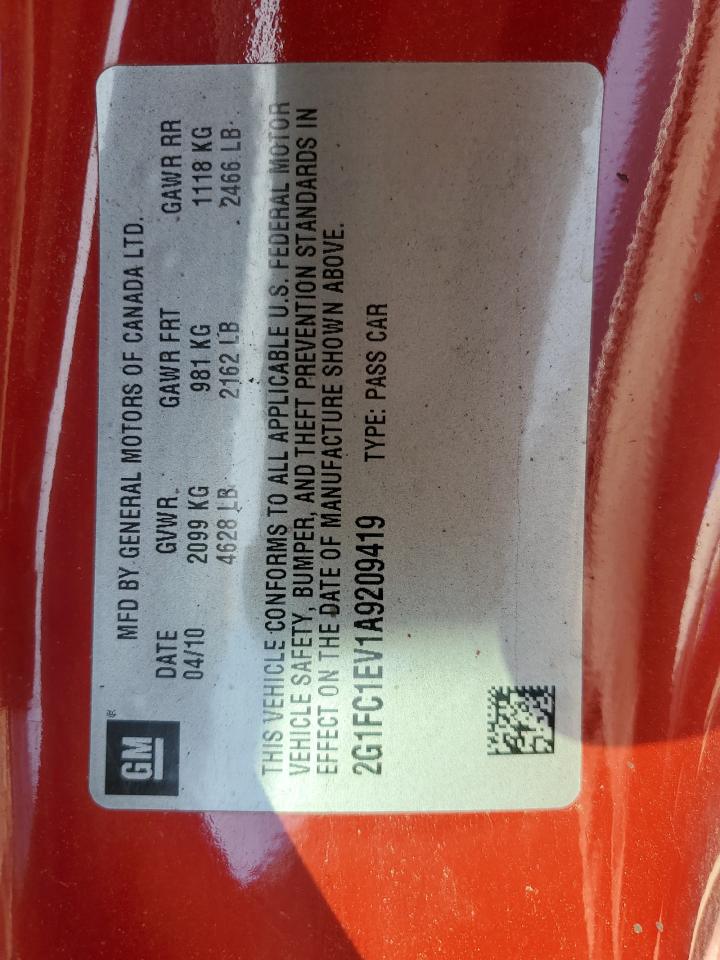 GM ®
MFD BY GENERAL MOTORS OF CANADA LTD.
DATE GVWR GAWR FRT GAWR RR
04/10 2099 KG 981 KG 1118 KG
4628 LB 2162 LB 2466 LB
THIS VEHICLE CONFORMS TO ALL APPLICABLE U.S. FEDERAL MOTOR
VEHICLE SAFETY, BUMPER, AND THEFT PREVENTION STANDARDS IN
EFFECT ON THE DATE OF MANUFACTURE SHOWN ABOVE.
2G1FC1EV1A9209419 TYPE: PASS CAR